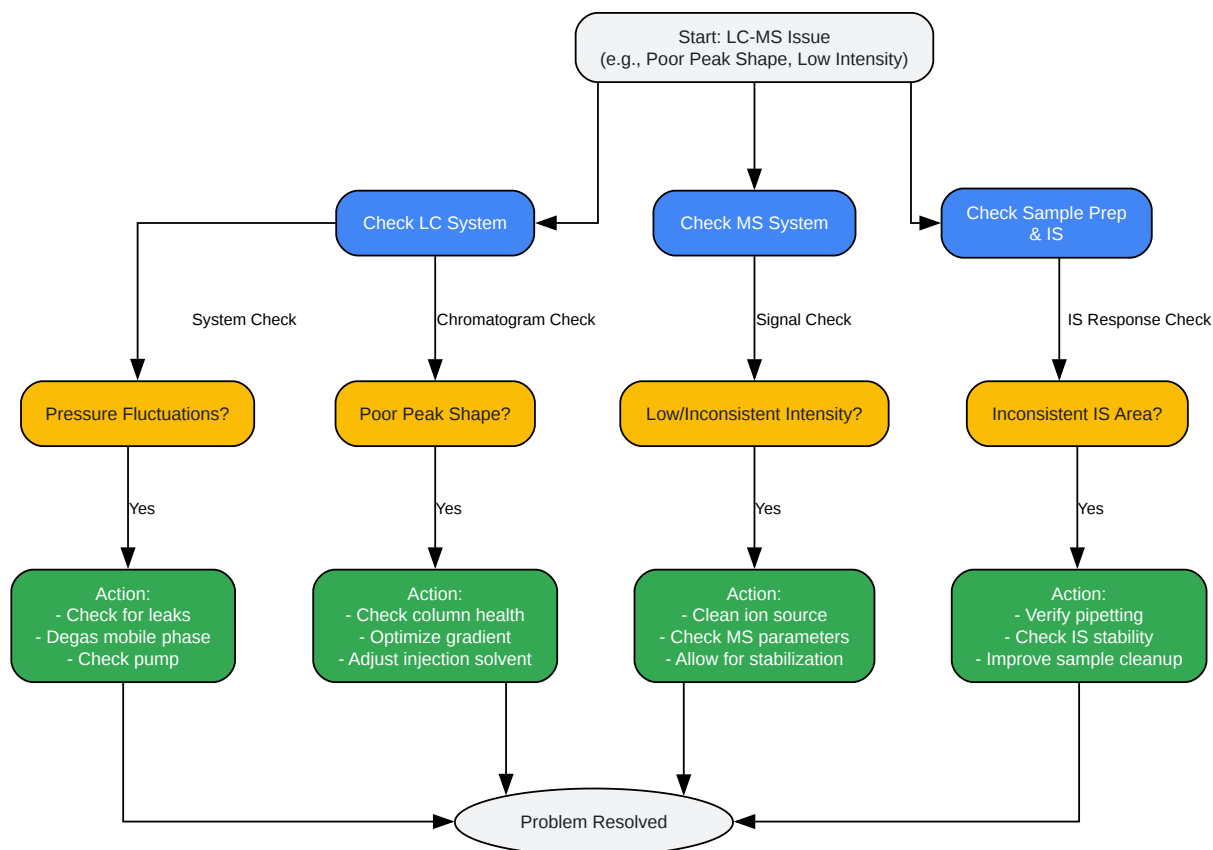 Start: LC-MS Issue
(e.g., Poor Peak Shape, Low Intensity)
Check LC System
Check MS System
Check Sample Prep
& IS
System Check
Chromatogram Check
Signal Check
IS Response Check
Pressure Fluctuations?
Poor Peak Shape?
Low/Inconsistent Intensity?
Inconsistent IS Area?
Yes
Yes
Yes
Yes
Action:
- Check for leaks
- Degas mobile phase
- Check pump
Action:
- Check column health
- Optimize gradient
- Adjust injection solvent
Action:
- Clean ion source
- Check MS parameters
- Allow for stabilization
Action:
- Verify pipetting
- Check IS stability
- Improve sample cleanup
Problem Resolved